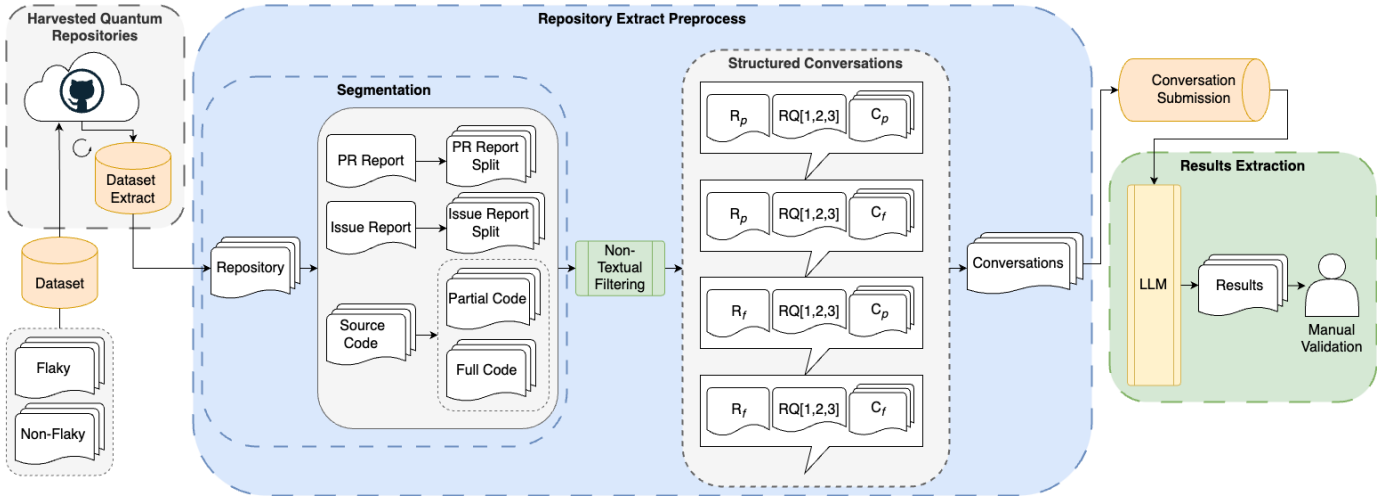 Harvested Quantum
Repositories
Dataset
Extract
Dataset
Flaky
Non-Flaky
Repository Extract Preprocess
Segmentation
Repository
PR Report
PR Report
Split
Issue Report
Issue Report
Split
Source
Code
Partial Code
Full Code
Non-
Textual
Filtering
Structured Conversations
Rp RQ[1,2,3] Cp
Rp RQ[1,2,3] Cf
Rf RQ[1,2,3] Cp
Rf RQ[1,2,3] Cf
Conversations
Conversation
Submission
Results Extraction
LLM
Results
Manual
Validation